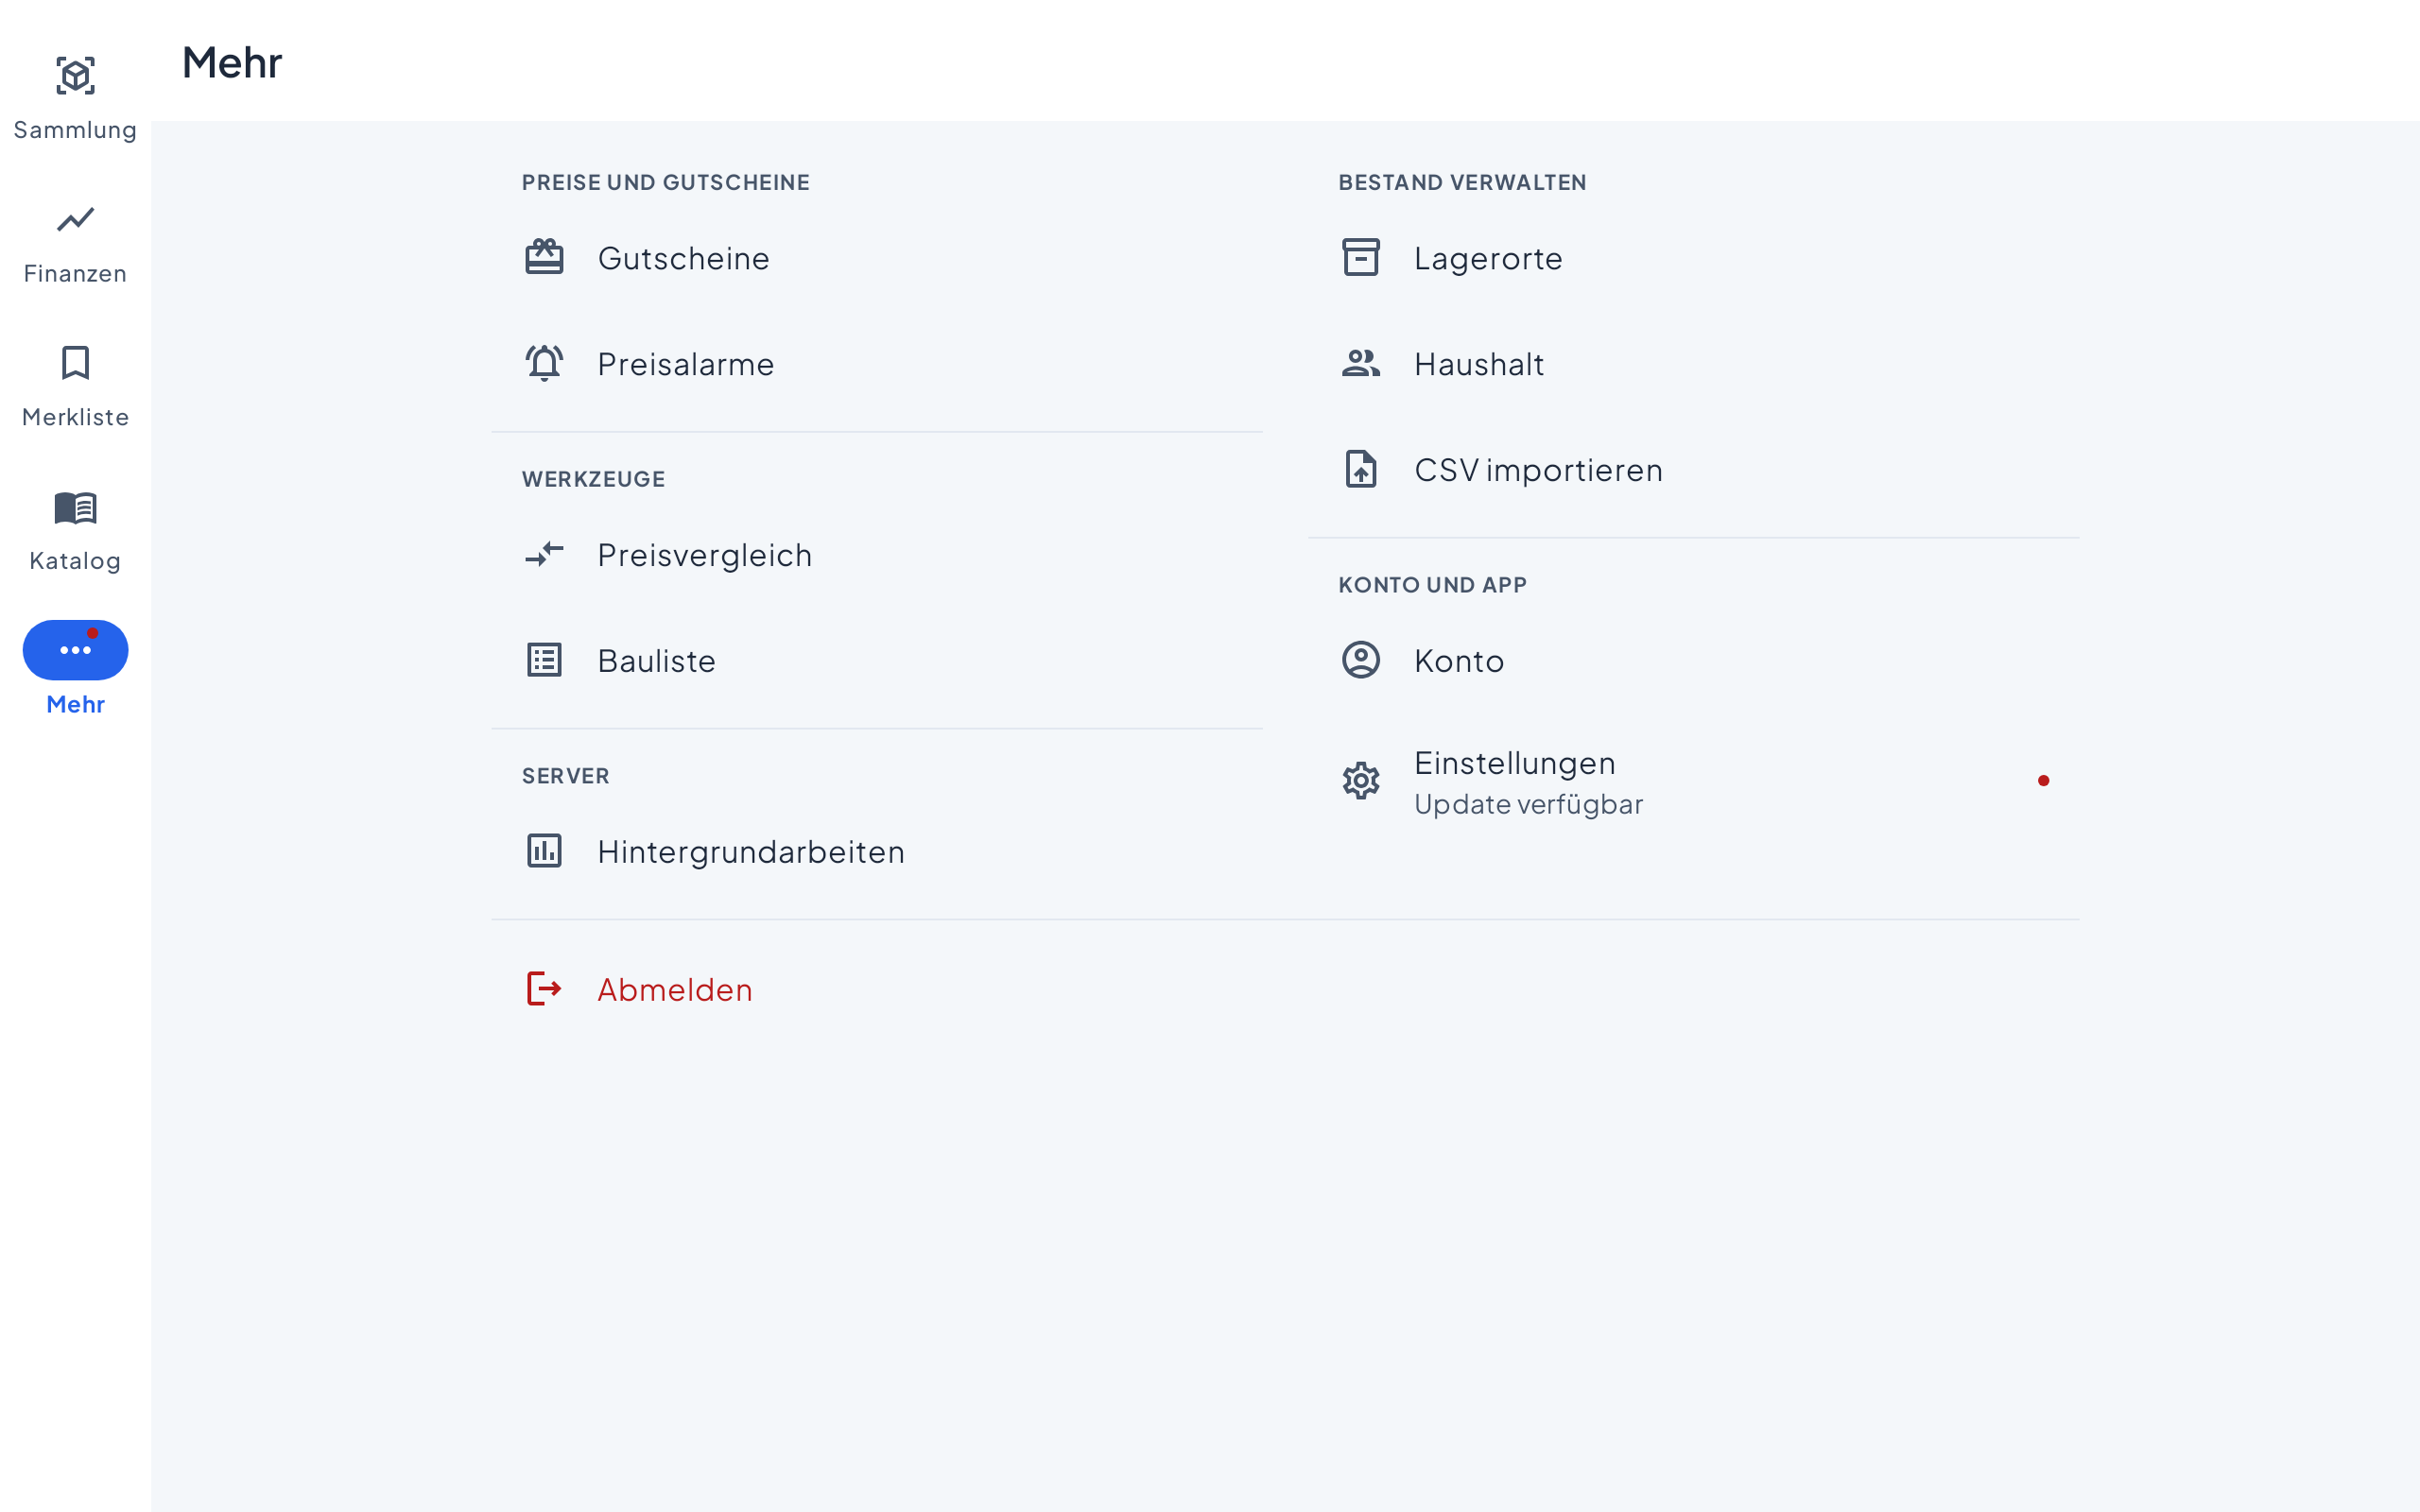 Mehr
Sammlung
Finanzen
Merkliste
Katalog
Mehr
PREISE UND GUTSCHEINE
Gutscheine
Preisalarme
WERKZEUGE
Preisvergleich
Bauliste
SERVER
Hintergrundarbeiten
BESTAND VERWALTEN
Lagerorte
Haushalt
CSV importieren
KONTO UND APP
Konto
Einstellungen
Update verfügbar
Abmelden